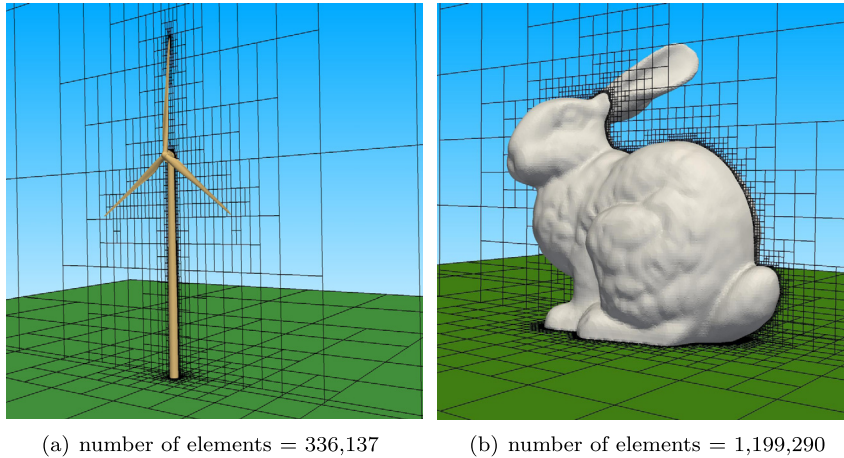 (a) number of elements = 336,137
(b) number of elements = 1,199,290